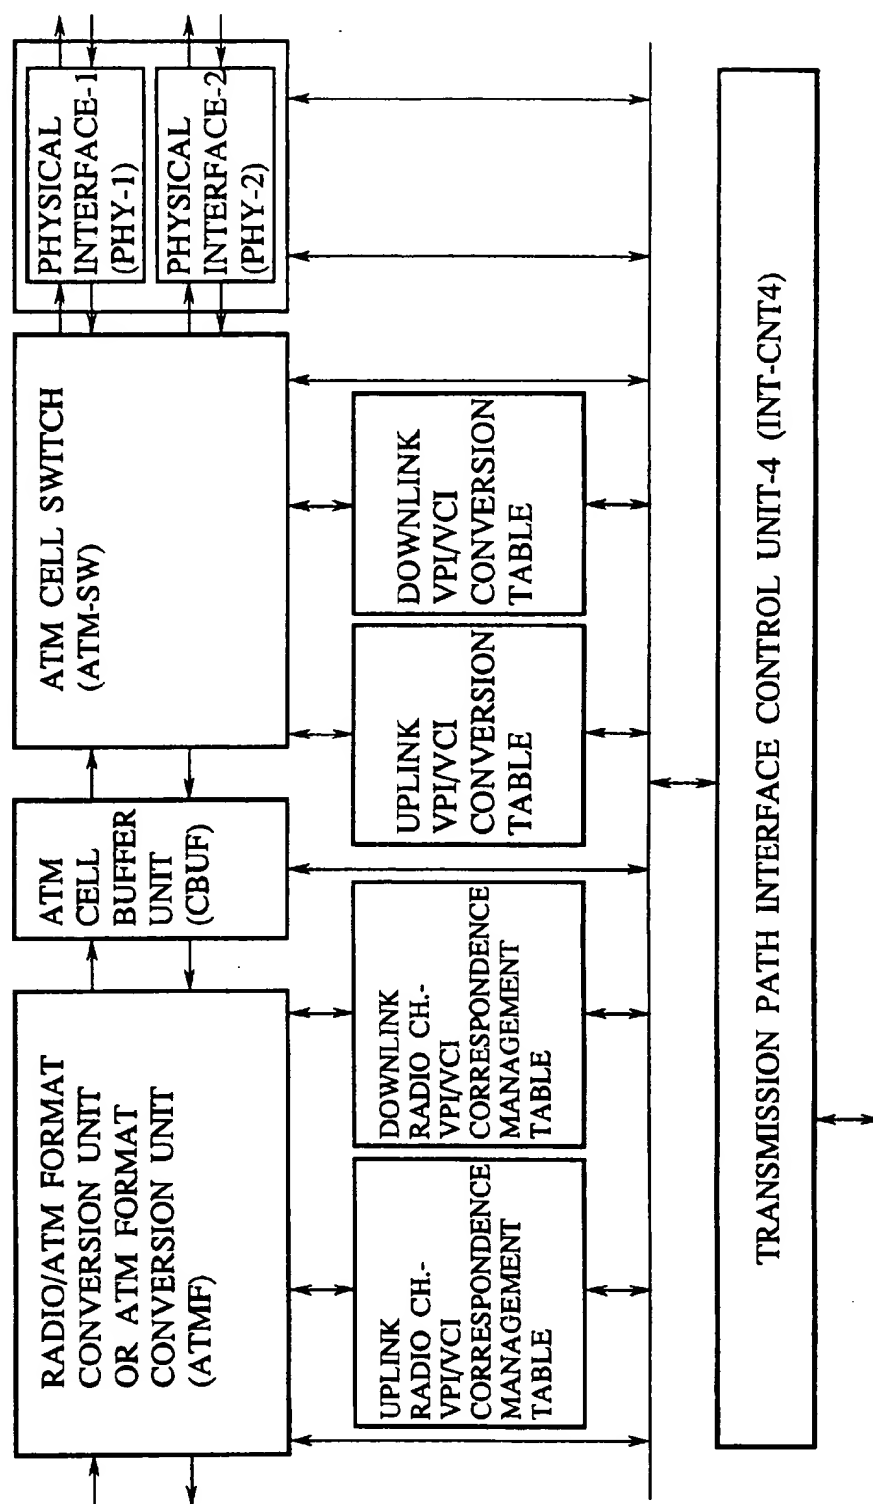 RADIO/ATM FORMAT
CONVERSION UNIT
OR ATM FORMAT
CONVERSION UNIT
(ATMF)
ATM
CELL
BUFFER
UNIT
(CBUF)
ATM CELL SWITCH
(ATM-SW)
PHYSICAL
INTERFACE-1
(PHY-1)
PHYSICAL
INTERFACE-2
(PHY-2)
UPLINK
RADIO CH.-
VPI/VCI
CORRESPONDENCE
MANAGEMENT
TABLE
DOWNLINK
RADIO CH.-
VPI/VCI
CORRESPONDENCE
MANAGEMENT
TABLE
UPLINK
VPI/VCI
CONVERSION
TABLE
DOWNLINK
VPI/VCI
CONVERSION
TABLE
TRANSMISSION PATH INTERFACE CONTROL UNIT-4 (INT-CNT4)